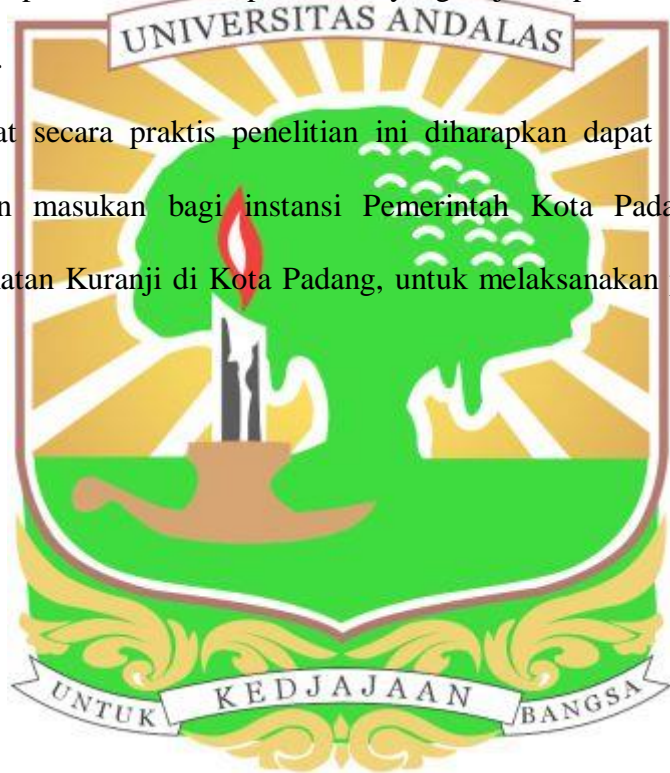 yang
UNIVERSITAS ANDALAS
.
at secara praktis penelitian ini diharapkan dapat
n masukan bagi instansi Pemerintah Kota Pada
atan Kuranji di Kota Padang, untuk melaksanakan
UNTUK KEDJAJAAN BANGSA